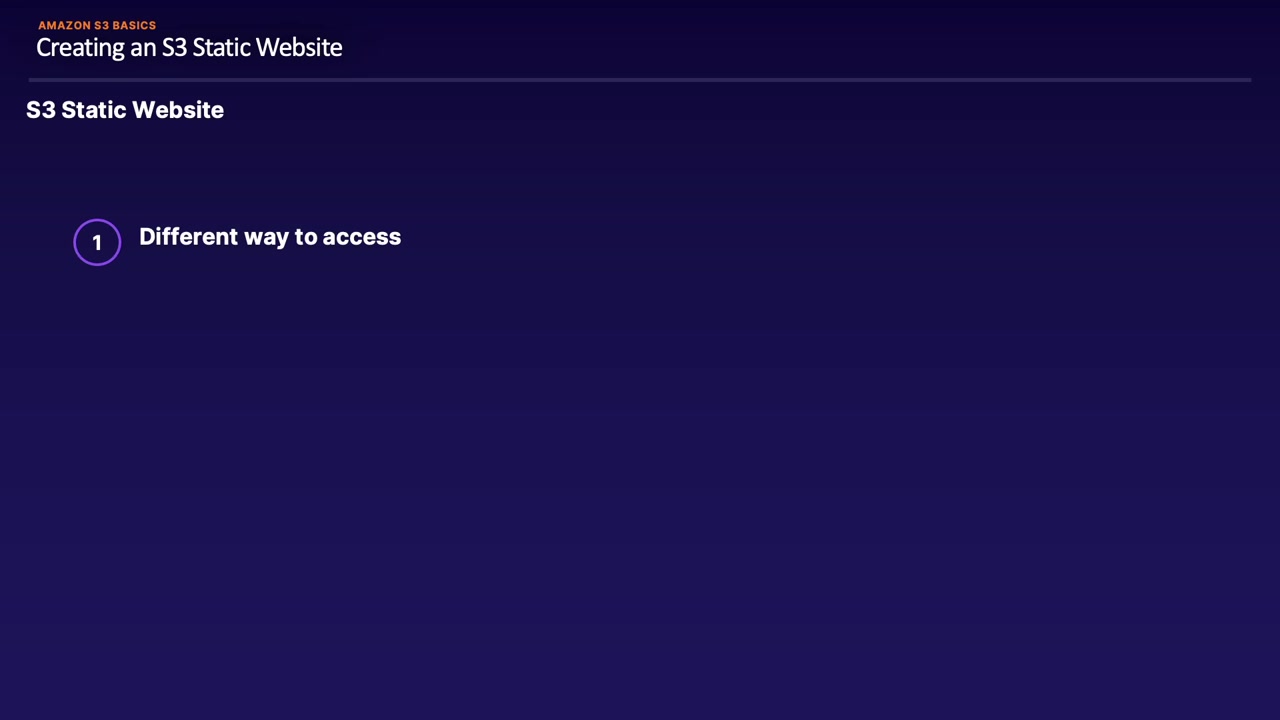 AMAZON S3 BASICS
Creating an S3 Static Website
S3 Static Website
1 Different way to access